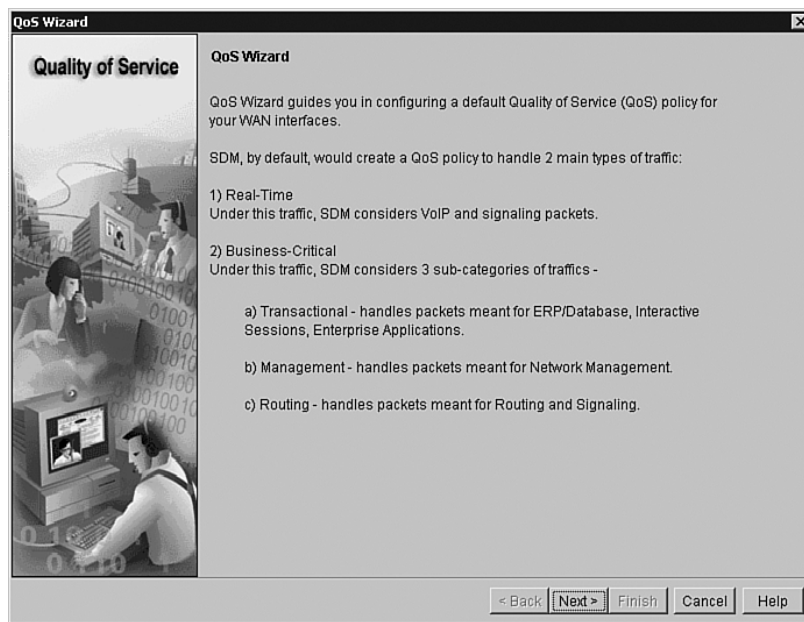 QoS Wizard
Quality of Service
QoS Wizard
QoS Wizard guides you in configuring a default Quality of Service (QoS) policy for
your WAN interfaces.
SDM, by default, would create a QoS policy to handle 2 main types of traffic:
1) Real-Time
Under this traffic, SDM considers VoIP and signaling packets.
2) Business-Critical
Under this traffic, SDM considers 3 sub-categories of traffics -
a) Transactional - handles packets meant for ERP/Database, Interactive
Sessions, Enterprise Applications.
b) Management - handles packets meant for Network Management.
c) Routing - handles packets meant for Routing and Signaling.
< Back Next > Finish Cancel Help